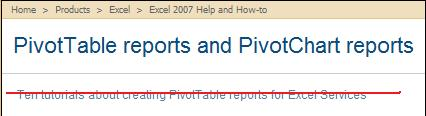 Home > Products > Excel > Excel 2007 Help and How-to
PivotTable reports and PivotChart reports
Ten tutorials about creating PivotTable reports for Excel Services